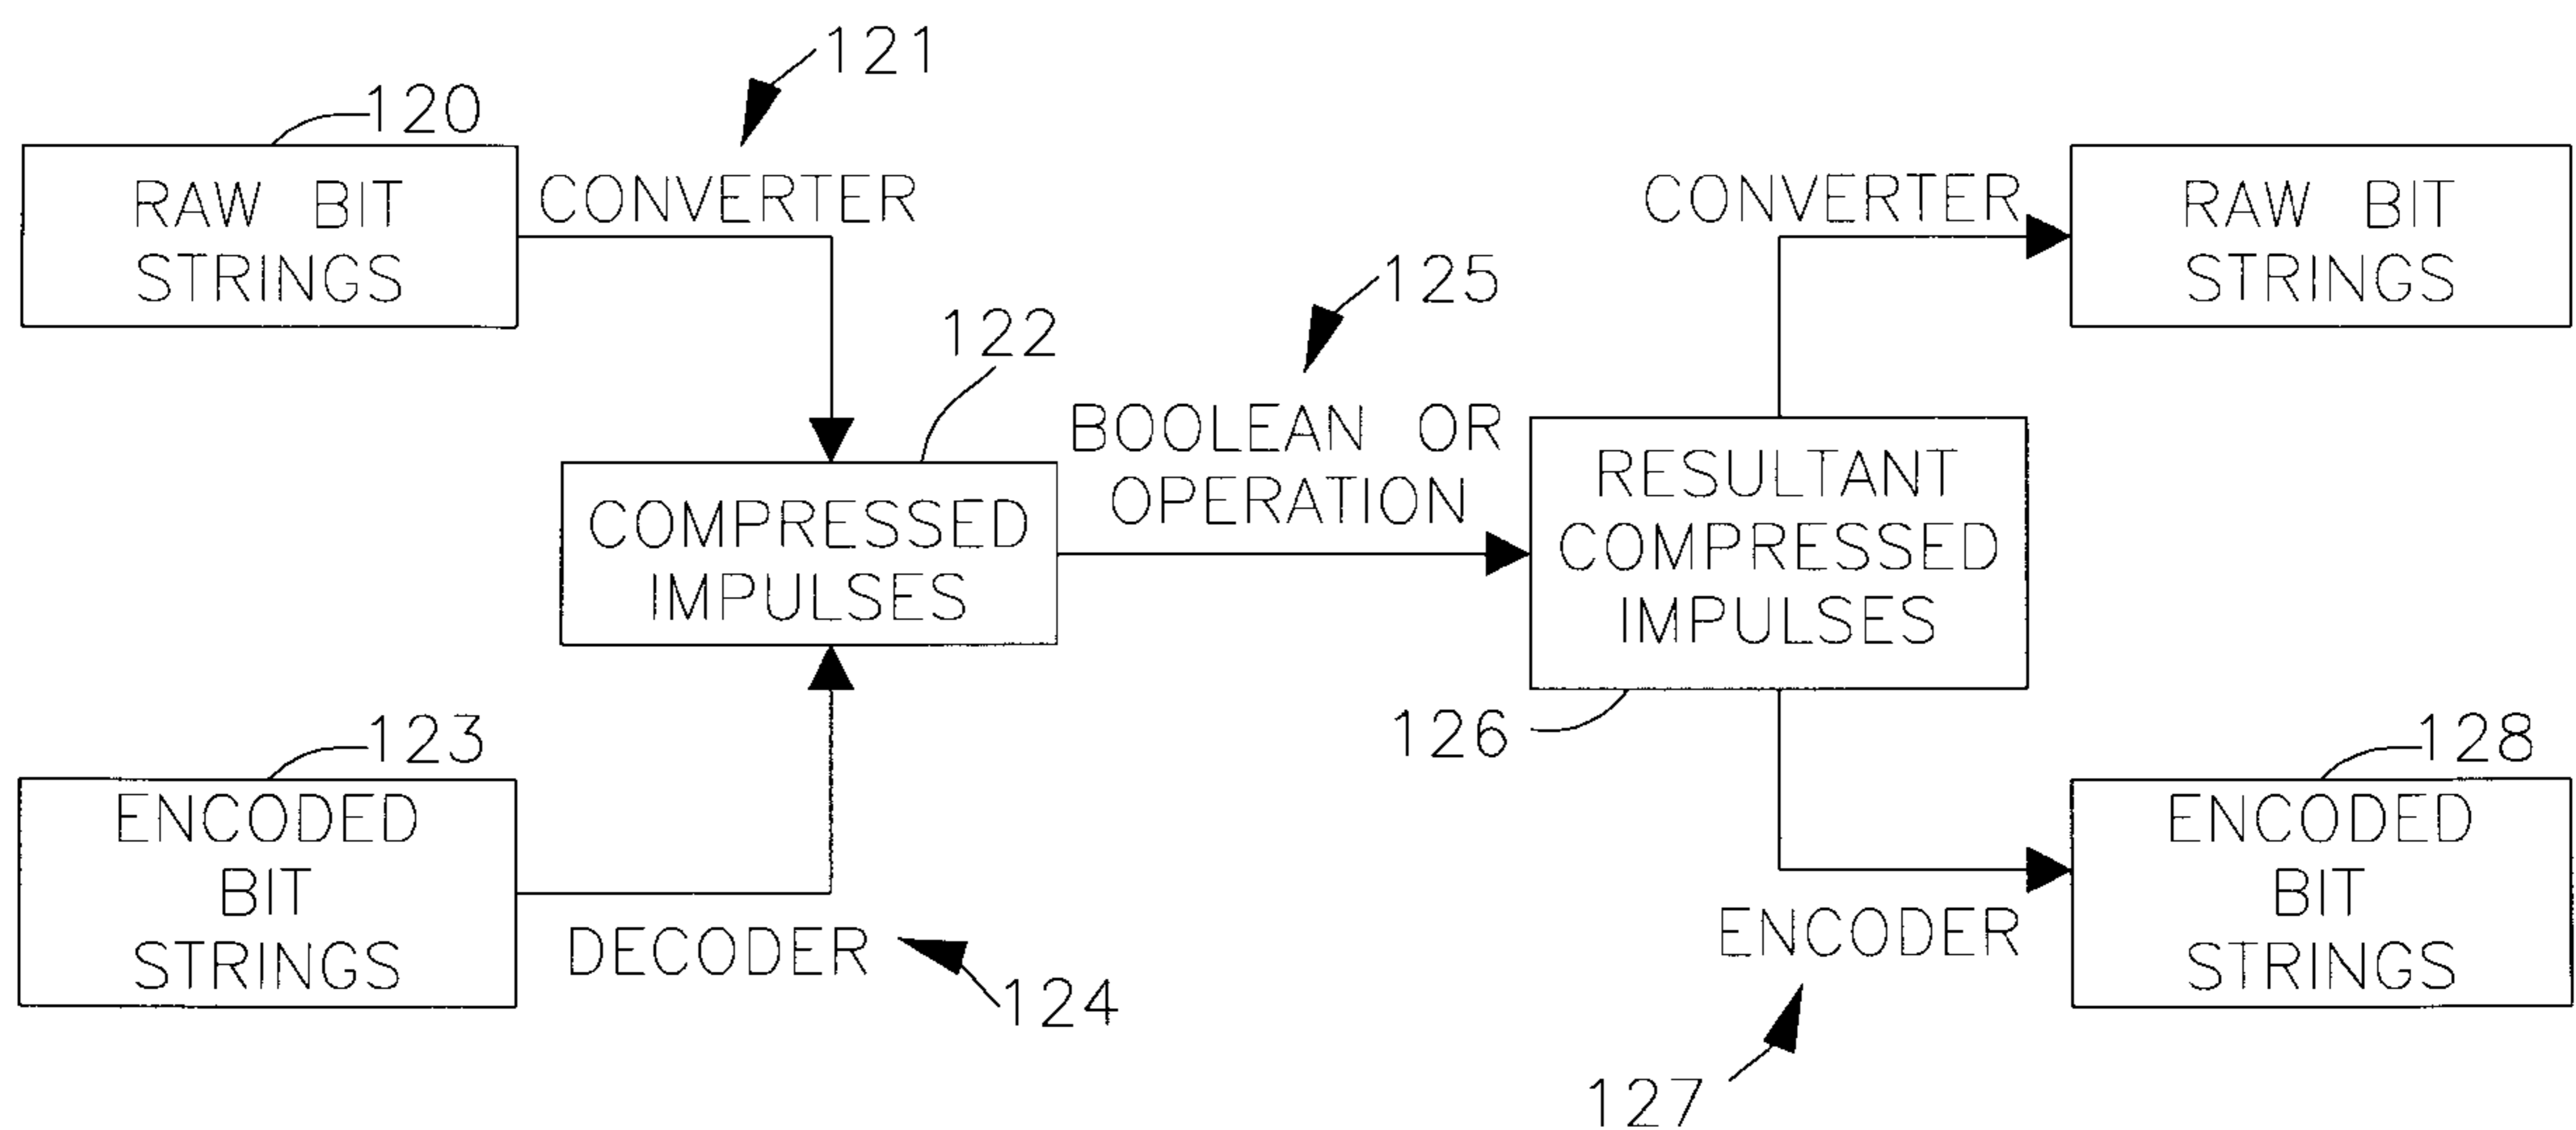 121
120
RAW BIT
STRINGS
CONVERTER
CONVERTER
RAW BIT
STRINGS
125
122
BOOLEAN OR
OPERATION
COMPRESSED
IMPULSES
RESULTANT
COMPRESSED
IMPULSES
126
123
ENCODED
BIT
STRINGS
DECODER
124
128
ENCODED
BIT
STRINGS
ENCODER
127